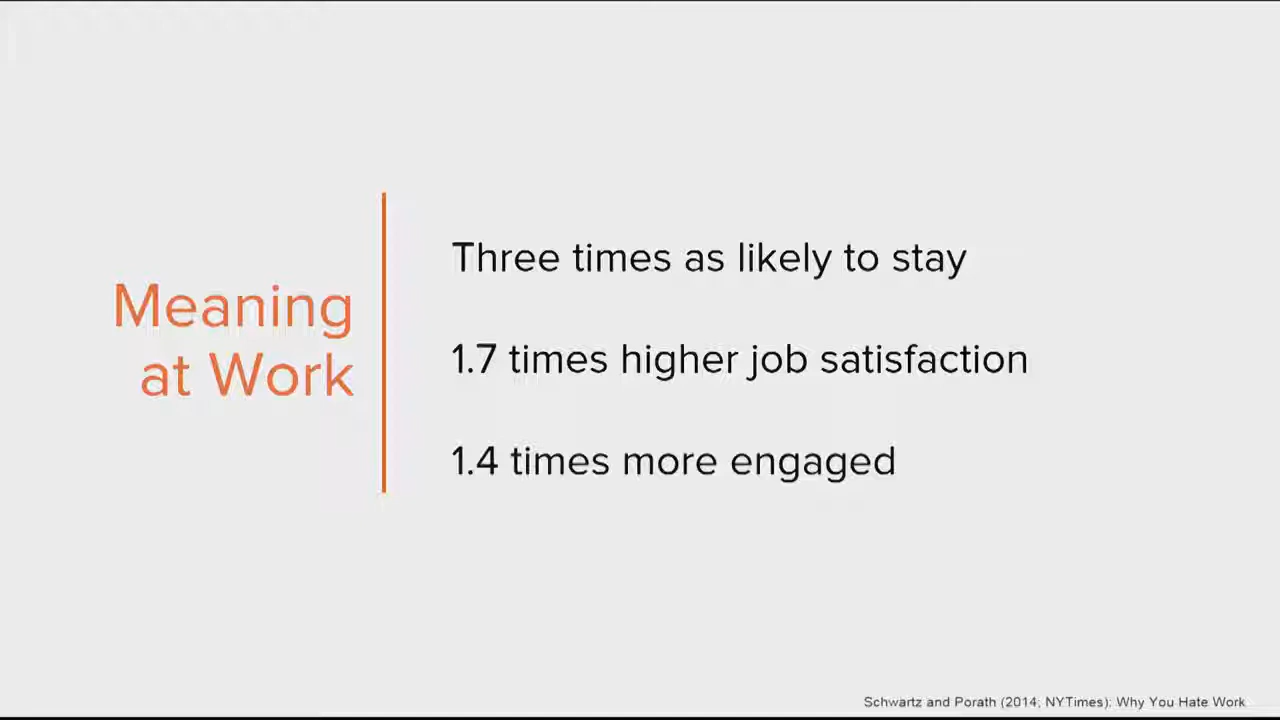 Meaning
at Work
Three times as likely to stay
1.7 times higher job satisfaction
1.4 times more engaged
Schwartz and Porath (2014; NYTimes): Why You Hate Work